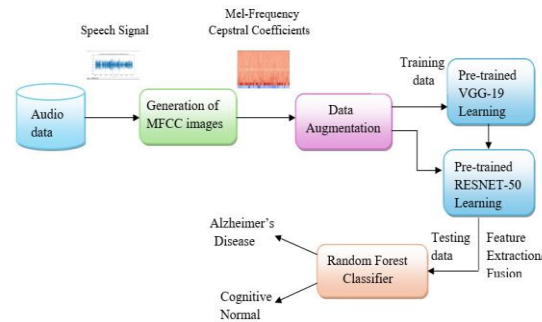 Speech Signal
Mel-Frequency
Cepstral Coefficients
Audio
data
Generation of
MFCC images
Data
Augmentation
Training
data
Pre-trained
VGG-19
Learning
Pre-trained
RESNET-50
Learning
Testing
data
Feature
Extraction/
Fusion
Random Forest
Classifier
Alzheimer's
Disease
Cognitive
Normal